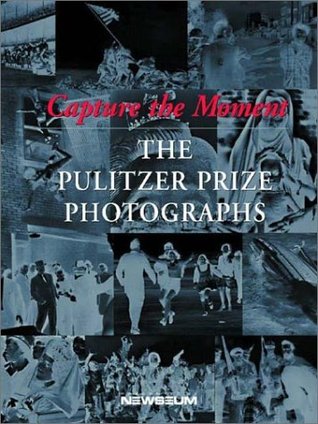 Capture the Moment
THE
PULITZER PRIZE
PHOTOGRAPHS
NEWSEUM